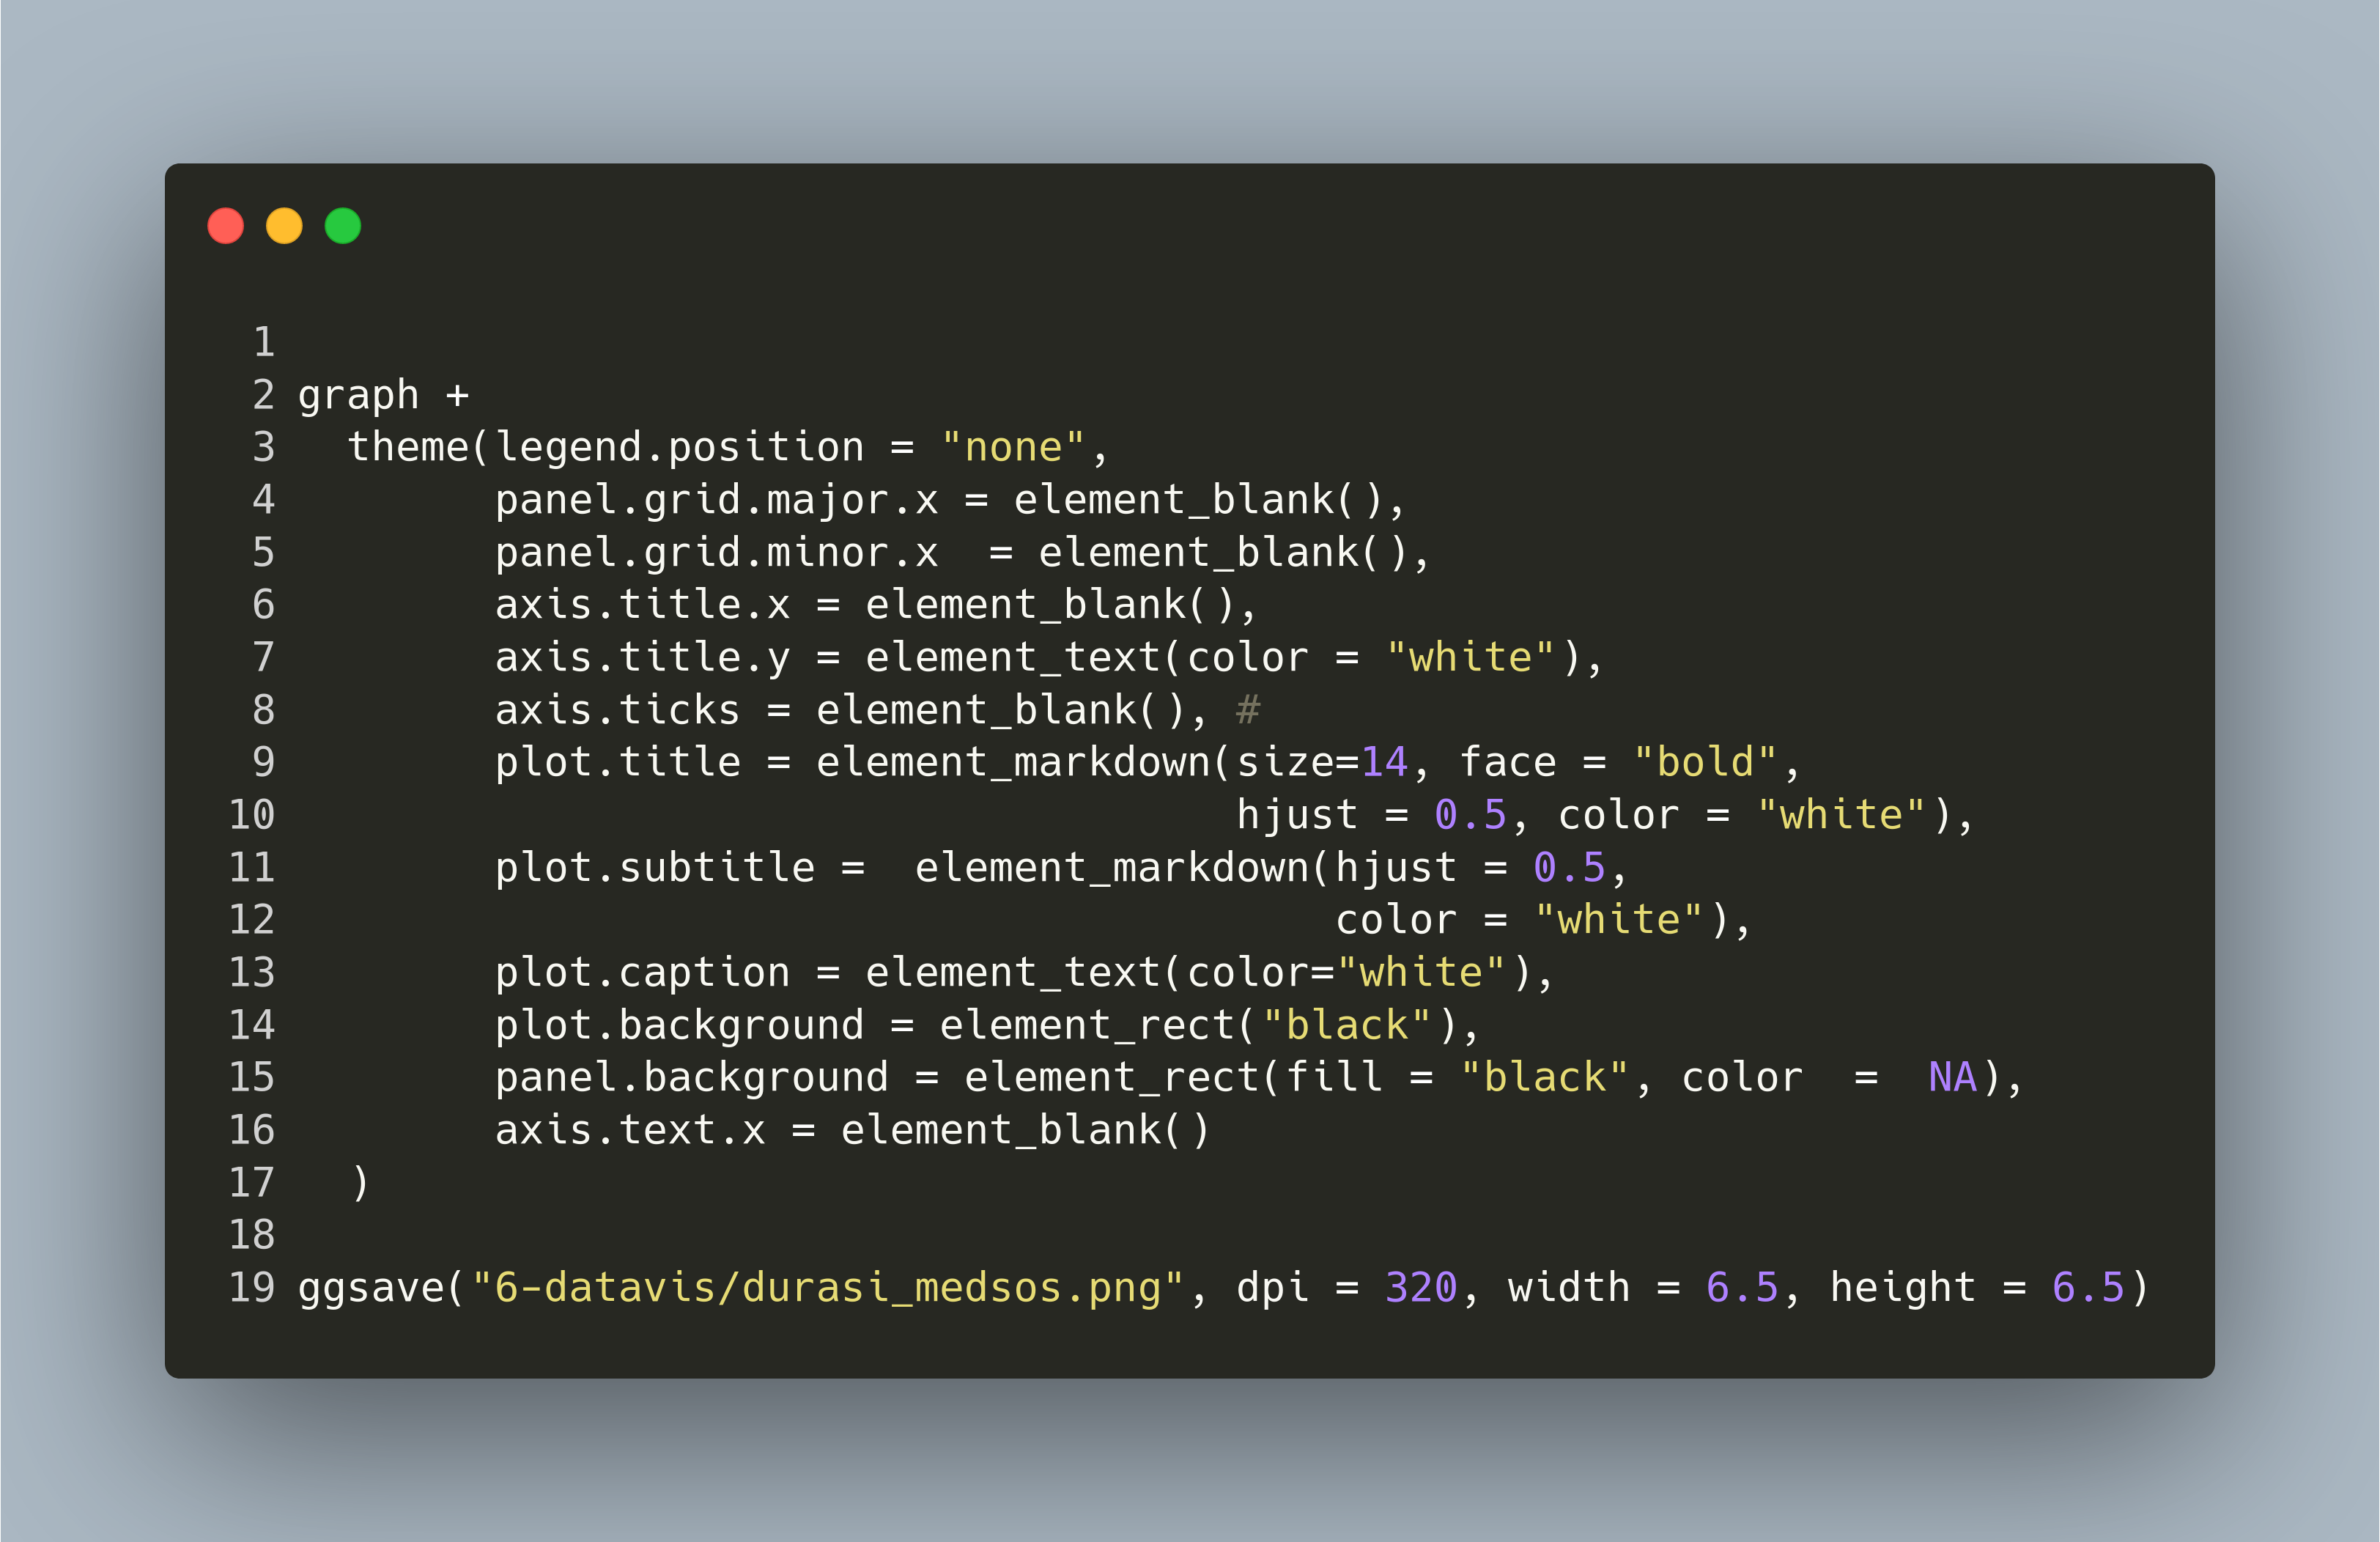 1
2 graph +
3   theme(legend.position = "none",
4         panel.grid.major.x = element_blank(),
5         panel.grid.minor.x  = element_blank(),
6         axis.title.x = element_blank(),
7         axis.title.y = element_text(color = "white"),
8         axis.ticks = element_blank(), #
9         plot.title = element_markdown(size=14, face = "bold",
10                                       hjust = 0.5, color = "white"),
11         plot.subtitle =  element_markdown(hjust = 0.5,
12                                           color = "white"),
13         plot.caption = element_text(color="white"),
14         plot.background = element_rect("black"),
15         panel.background = element_rect(fill = "black", color  =  NA),
16         axis.text.x = element_blank()
17   )
18
19 ggsave("6-datavis/durasi_medsos.png", dpi = 320, width = 6.5, height = 6.5)